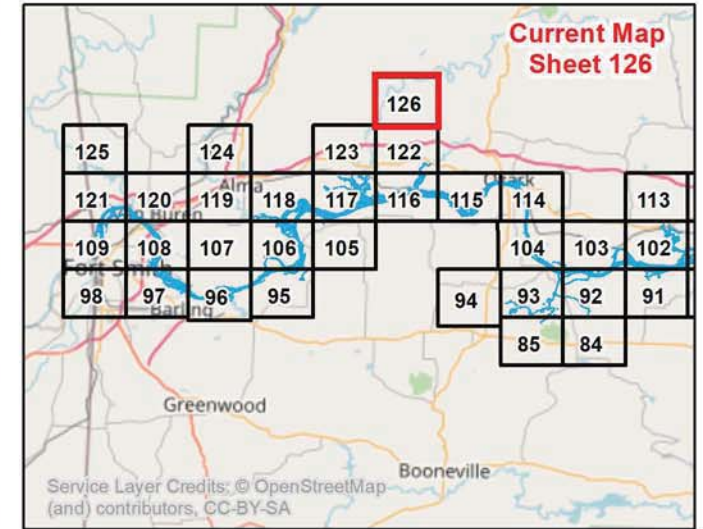 Current Map
Sheet 126
126
125 124 123 122
Ozark
Alma
121 120 119 118 117 116 115 114 113
Van Buren
109 108 107 106 105 104 103 102
Fort Smith
98 97 96 95 94 93 92 91
Barling
85 84
Greenwood
Booneville
Service Layer Credits: © OpenStreetMap
(and) contributors, CC-BY-SA